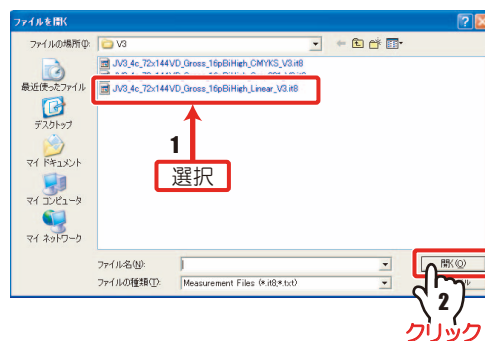 ファイルを開く
ファイルの場所(I):
V3
JV3_4c_72x144VD_Gross_16pBiHigh_CMYKS_V3.it8
JV3_4c_72x144VD_Gross_16pBiHigh_Linear_V3.it8
最近使ったファイル
デスクトップ
マイ ドキュメント
マイ コンピュータ
マイ ネットワーク
1
選択
ファイル名(N):
開く(O)
ファイルの種類(T):
Measurement Files (*.it8;*.txt)
ル
2
クリック